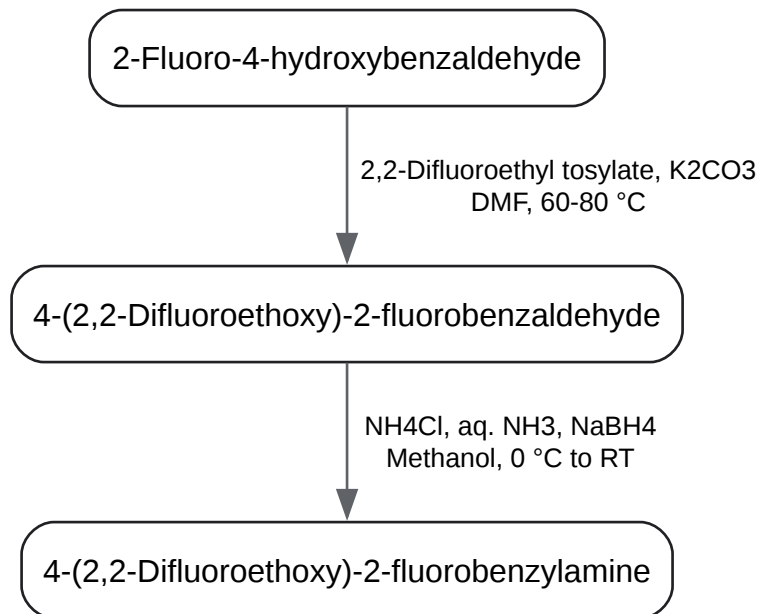 2-Fluoro-4-hydroxybenzaldehyde
2,2-Difluoroethyl tosylate, K2CO3
DMF, 60-80 °C
4-(2,2-Difluoroethoxy)-2-fluorobenzaldehyde
NH4Cl, aq. NH3, NaBH4
Methanol, 0 °C to RT
4-(2,2-Difluoroethoxy)-2-fluorobenzylamine